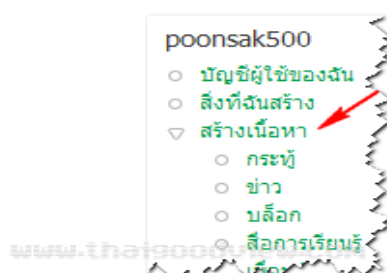 poonsak500
บัญชีผู้ใช้ของฉัน
สิ่งที่ฉันสร้าง
สร้างเนื้อหา
กระทู้
ข่าว
บล็อก
สื่อการเรียนรู้